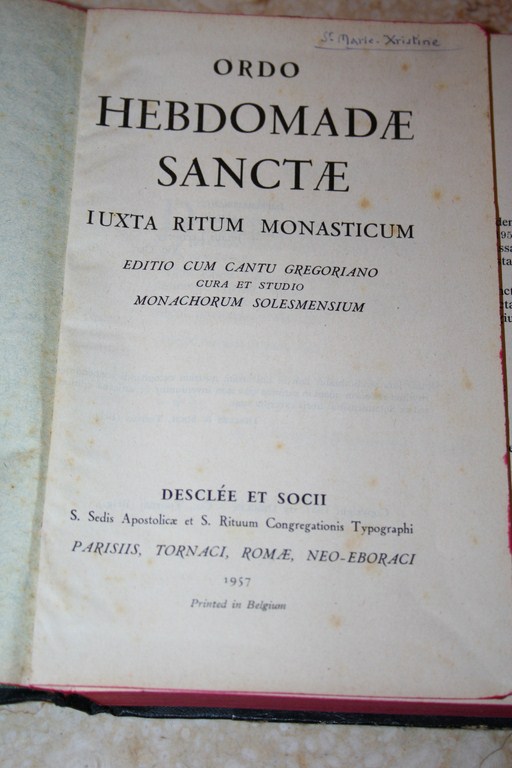 Sr Marie-Xristine
ORDO
HEBDOMADÆ
SANCTÆ
IUXTA RITUM MONASTICUM
EDITIO CUM CANTU GREGORIANO
CURA ET STUDIO
MONACHORUM SOLESMENSIUM
DESCLÉE ET SOCII
S. Sedis Apostolicæ et S. Rituum Congregationis Typographi
PARISIIS, TORNACI, ROMÆ, NEO-EBORACI
1957
Printed in Belgium